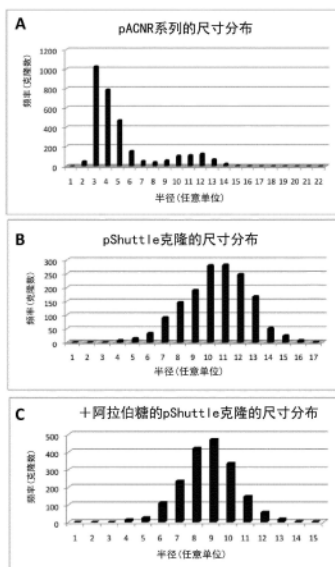 A
pACNR系列的尺寸分布
频率(克隆数)
1200
1000
800
600
400
200
0
1 2 3 4 5 6 7 8 9 10 11 12 13 14 15 16 17 18 19 20 21 22
半径(任意单位)
B
pShuttle克隆的尺寸分布
频率(克隆数)
300
250
200
150
100
50
0
1 2 3 4 5 6 7 8 9 10 11 12 13 14 15 16 17
半径(任意单位)
C
＋阿拉伯糖的pShuttle克隆的尺寸分布
频率(克隆数)
500
400
300
200
100
0
1 2 3 4 5 6 7 8 9 10 11 12 13 14 15
半径(任意单位)